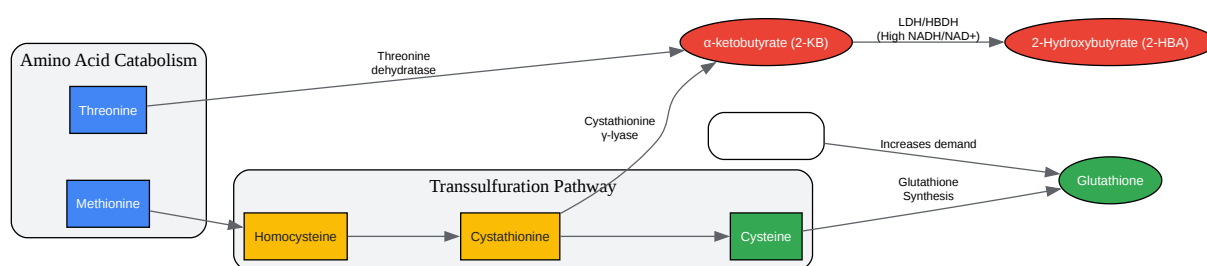 Amino Acid Catabolism
Threonine
Methionine
Threonine
dehydratase
α-ketobutyrate (2-KB)
LDH/HBDH
(High NADH/NAD+)
2-Hydroxybutyrate (2-HBA)
Cystathionine
γ-lyase
Increases demand
Glutathione
Synthesis
Glutathione
Transsulfuration Pathway
Homocysteine
Cystathionine
Cysteine